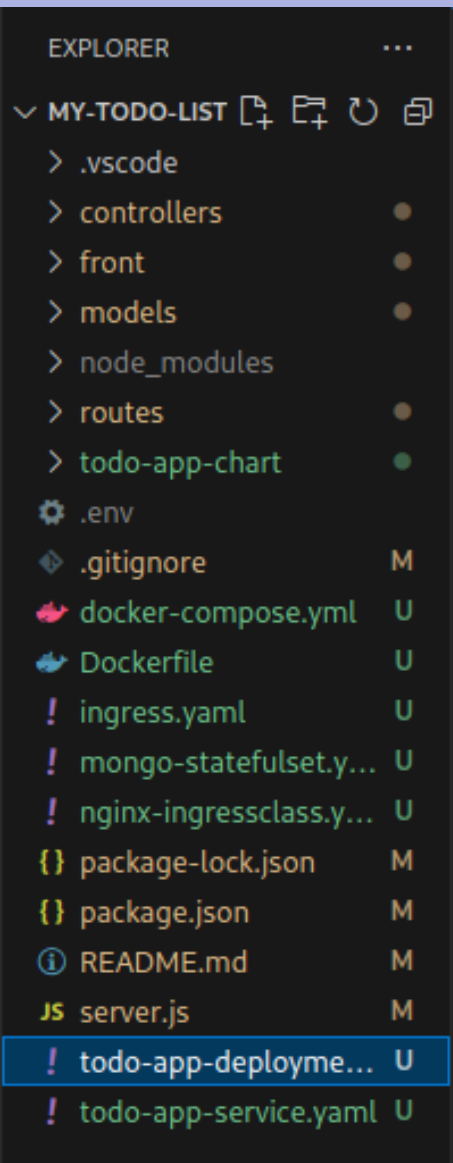 EXPLORER ...
MY-TODO-LIST
.vscode
controllers
front
models
node_modules
routes
todo-app-chart
.env
.gitignore M
docker-compose.yml U
Dockerfile U
! ingress.yaml U
! mongo-statefulset.y... U
! nginx-ingressclass.y... U
{} package-lock.json M
{} package.json M
README.md M
JS server.js M
! todo-app-deployme... U
! todo-app-service.yaml U